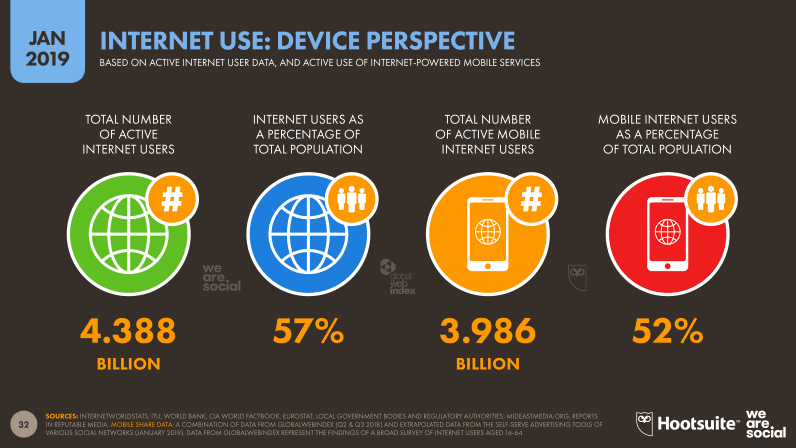 JAN
2019
INTERNET USE: DEVICE PERSPECTIVE
BASED ON ACTIVE INTERNET USER DATA, AND ACTIVE USE OF INTERNET-POWERED MOBILE SERVICES
TOTAL NUMBER
OF ACTIVE
INTERNET USERS
#
4.388
BILLION
INTERNET USERS AS
A PERCENTAGE OF
TOTAL POPULATION
57%
TOTAL NUMBER
OF ACTIVE MOBILE
INTERNET USERS
#
3.986
BILLION
MOBILE INTERNET USERS
AS A PERCENTAGE
OF TOTAL POPULATION
52%
we
are
social
global
web
index
32
SOURCES: INTERNETWORLDSTATS; ITU; WORLD BANK; CIA WORLD FACTBOOK; EUROSTAT; LOCAL GOVERNMENT BODIES AND REGULATORY AUTHORITIES; MIDEASTMEDIA.ORG; REPORTS
IN REPUTABLE MEDIA. MOBILE SHARE DATA: A COMBINATION OF DATA FROM GLOBALWEBINDEX (Q2 & Q3 2018) AND EXTRAPOLATED DATA FROM THE SELF-SERVE ADVERTISING TOOLS OF
VARIOUS SOCIAL NETWORKS (JANUARY 2019). DATA FROM GLOBALWEBINDEX REPRESENT THE FINDINGS OF A BROAD SURVEY OF INTERNET USERS AGED 16-64.
Hootsuite™
we
are
social